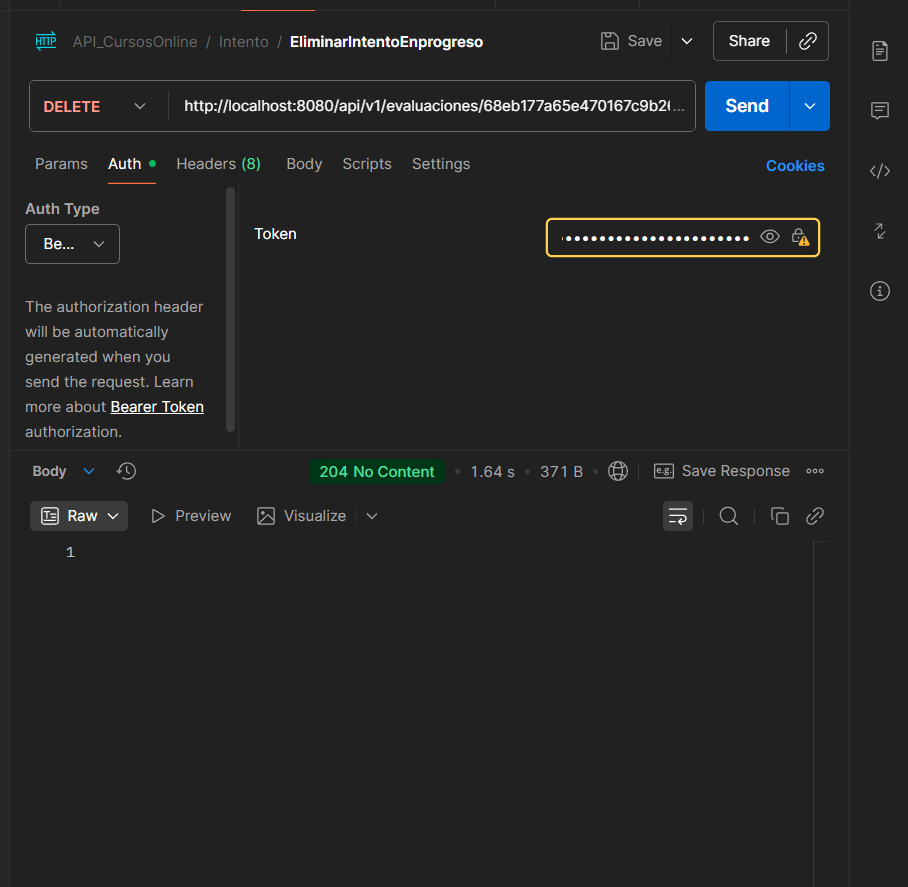 HTTP API_CursosOnline / Intento / EliminarIntentoEnprogreso Save Share
DELETE http://localhost:8080/api/v1/evaluaciones/68eb177a65e470167c9b2... Send
Params Auth Headers (8) Body Scripts Settings Cookies
Auth Type
Be...
Token
The authorization header
will be automatically
generated when you
send the request. Learn
more about Bearer Token
authorization.
Body 204 No Content • 1.64 s • 371 B • e.g. Save Response
Raw Preview Visualize
1